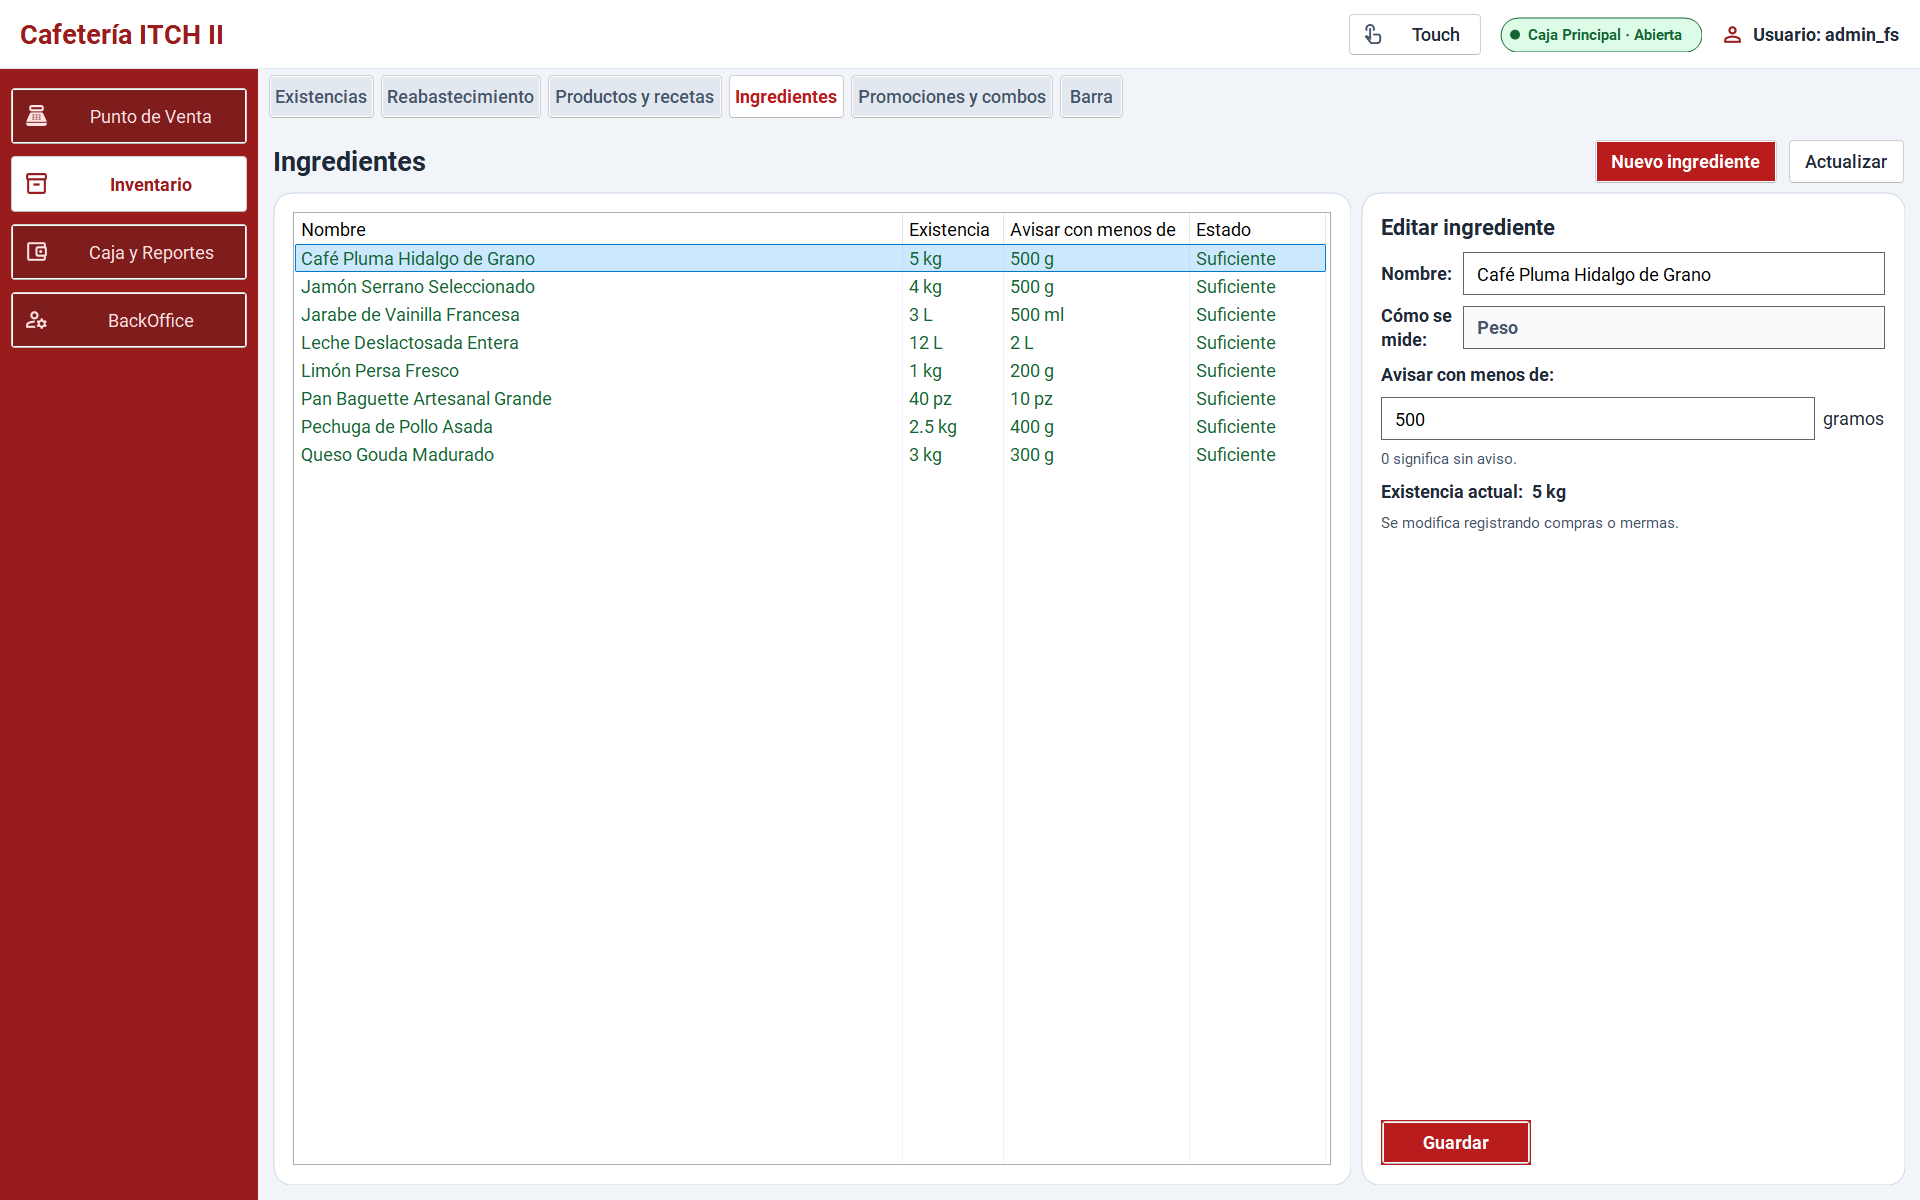 Cafetería ITCH II
Touch
Caja Principal · Abierta
Usuario: admin_fs
Punto de Venta
Inventario
Caja y Reportes
BackOffice
Existencias Reabastecimiento Productos y recetas Ingredientes Promociones y combos Barra
Ingredientes
Nuevo ingrediente
Actualizar
Nombre Existencia Avisar con menos de Estado
Café Pluma Hidalgo de Grano 5 kg 500 g Suficiente
Jamón Serrano Seleccionado 4 kg 500 g Suficiente
Jarabe de Vainilla Francesa 3 L 500 ml Suficiente
Leche Deslactosada Entera 12 L 2 L Suficiente
Limón Persa Fresco 1 kg 200 g Suficiente
Pan Baguette Artesanal Grande 40 pz 10 pz Suficiente
Pechuga de Pollo Asada 2.5 kg 400 g Suficiente
Queso Gouda Madurado 3 kg 300 g Suficiente
Editar ingrediente
Nombre: Café Pluma Hidalgo de Grano
Cómo se
mide:
Peso
Avisar con menos de:
500 gramos
0 significa sin aviso.
Existencia actual: 5 kg
Se modifica registrando compras o mermas.
Guardar